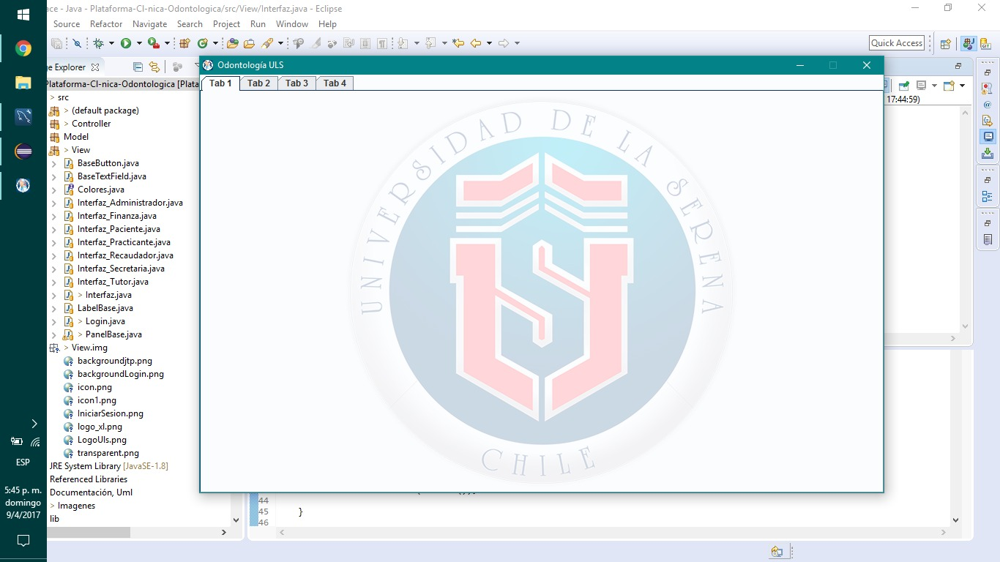 ace - Java - Plataforma-Cl-nica-Odontologica/src/View/Interfaz.java - Eclipse
Source Refactor Navigate Search Project Run Window Help
Quick Access
ge Explorer
Odontología ULS
Plataforma-Cl-nica-Odontologica [Plata
Tab 1 Tab 2 Tab 3 Tab 4
17:44:59)
> src
> (default package)
> Controller
Model
> View
BaseButton.java
BaseTextField.java
Colores.java
Interfaz_Administrador.java
Interfaz_Finanza.java
Interfaz_Paciente.java
Interfaz_Practicante.java
Interfaz_Recaudador.java
Interfaz_Secretaria.java
Interfaz_Tutor.java
> Interfaz.java
LabelBase.java
> Login.java
> PanelBase.java
> View.img
backgroundjtp.png
backgroundLogin.png
icon.png
icon1.png
IniciarSesion.png
logo_xl.png
LogoUls.png
transparent.png
JRE System Library [JavaSE-1.8]
Referenced Libraries
Documentación, Uml
> Imagenes
lib
UNIVERSIDAD DE LA SERENA
CHILE
44
45 }
46
ESP
5:45 p. m.
domingo
9/4/2017